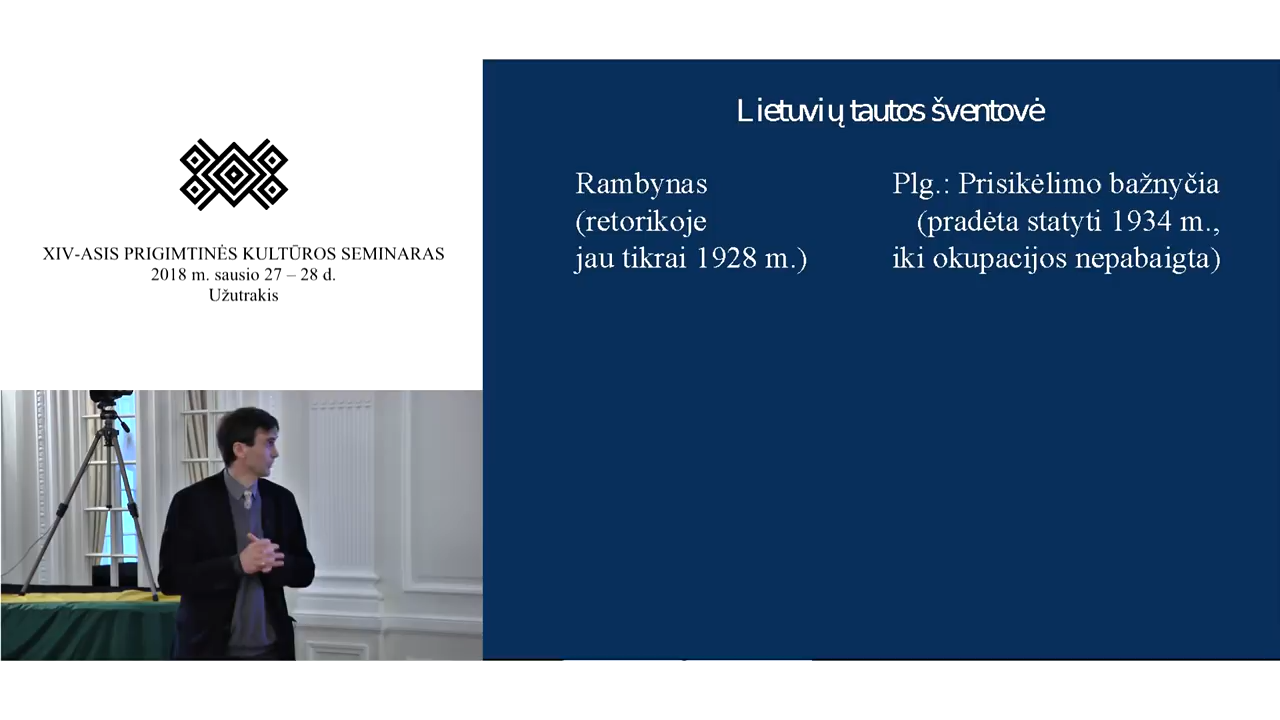 XIV-ASIS PRIGIMTINĖS KULTŪROS SEMINARAS
2018 m. sausio 27 – 28 d.
Užutrakis
Lietuvių tautos šventovė
Rambynas
(retorikoje
jau tikrai 1928 m.)
Plg.: Prisikėlimo bažnyčia
(pradėta statyti 1934 m.,
iki okupacijos nepabaigta)